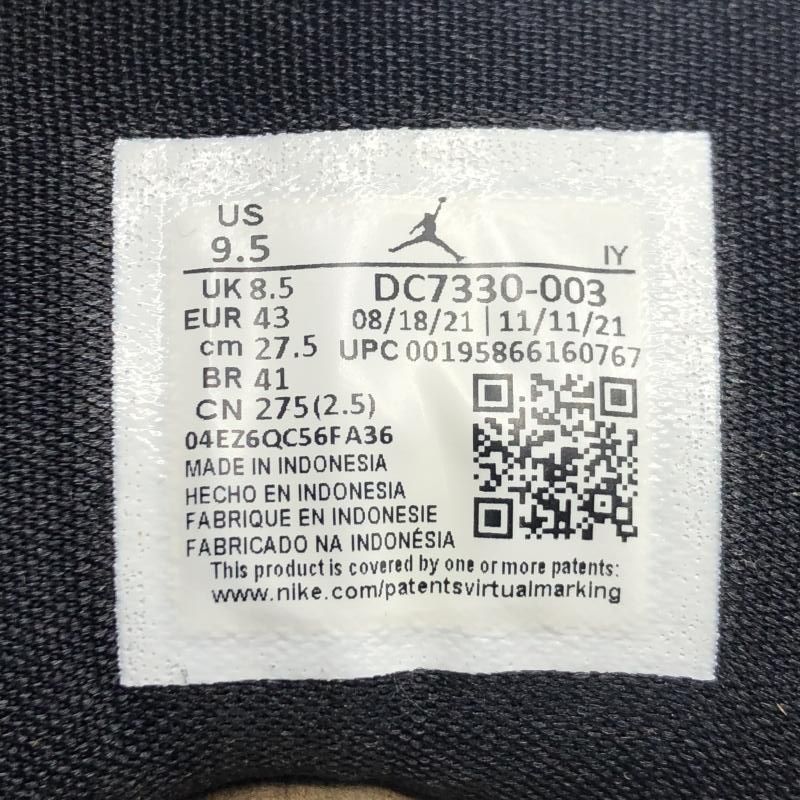 US
9.5
IY
UK 8.5
DC7330-003
EUR 43
08/18/21 | 11/11/21
cm 27.5
UPC 00195866160767
BR 41
CN 275(2.5)
04EZ6QC56FA36
MADE IN INDONESIA
HECHO EN INDONESIA
FABRIQUE EN INDONESIE
FABRICADO NA INDONÉSIA
This product is covered by one or more patents:
www.nike.com/patentsvirtualmarking